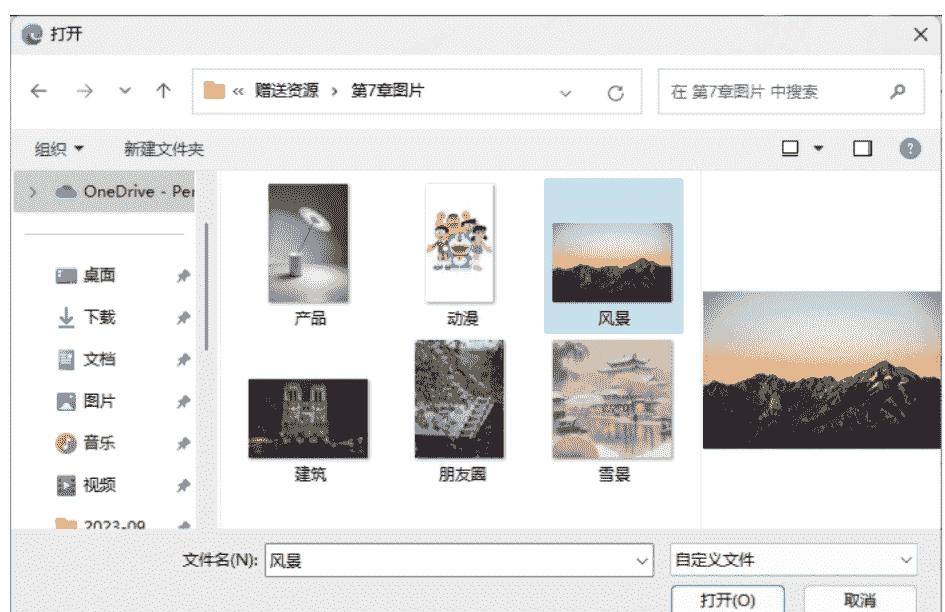 打开
« 赠送资源 › 第7章图片
在 第7章图片 中搜索
组织
新建文件夹
OneDrive - Per
桌面
下载
文档
图片
音乐
视频
2023-09
产品
动漫
风景
建筑
朋友圈
雪景
文件名(N):
风景
自定义文件
打开(O)
取消